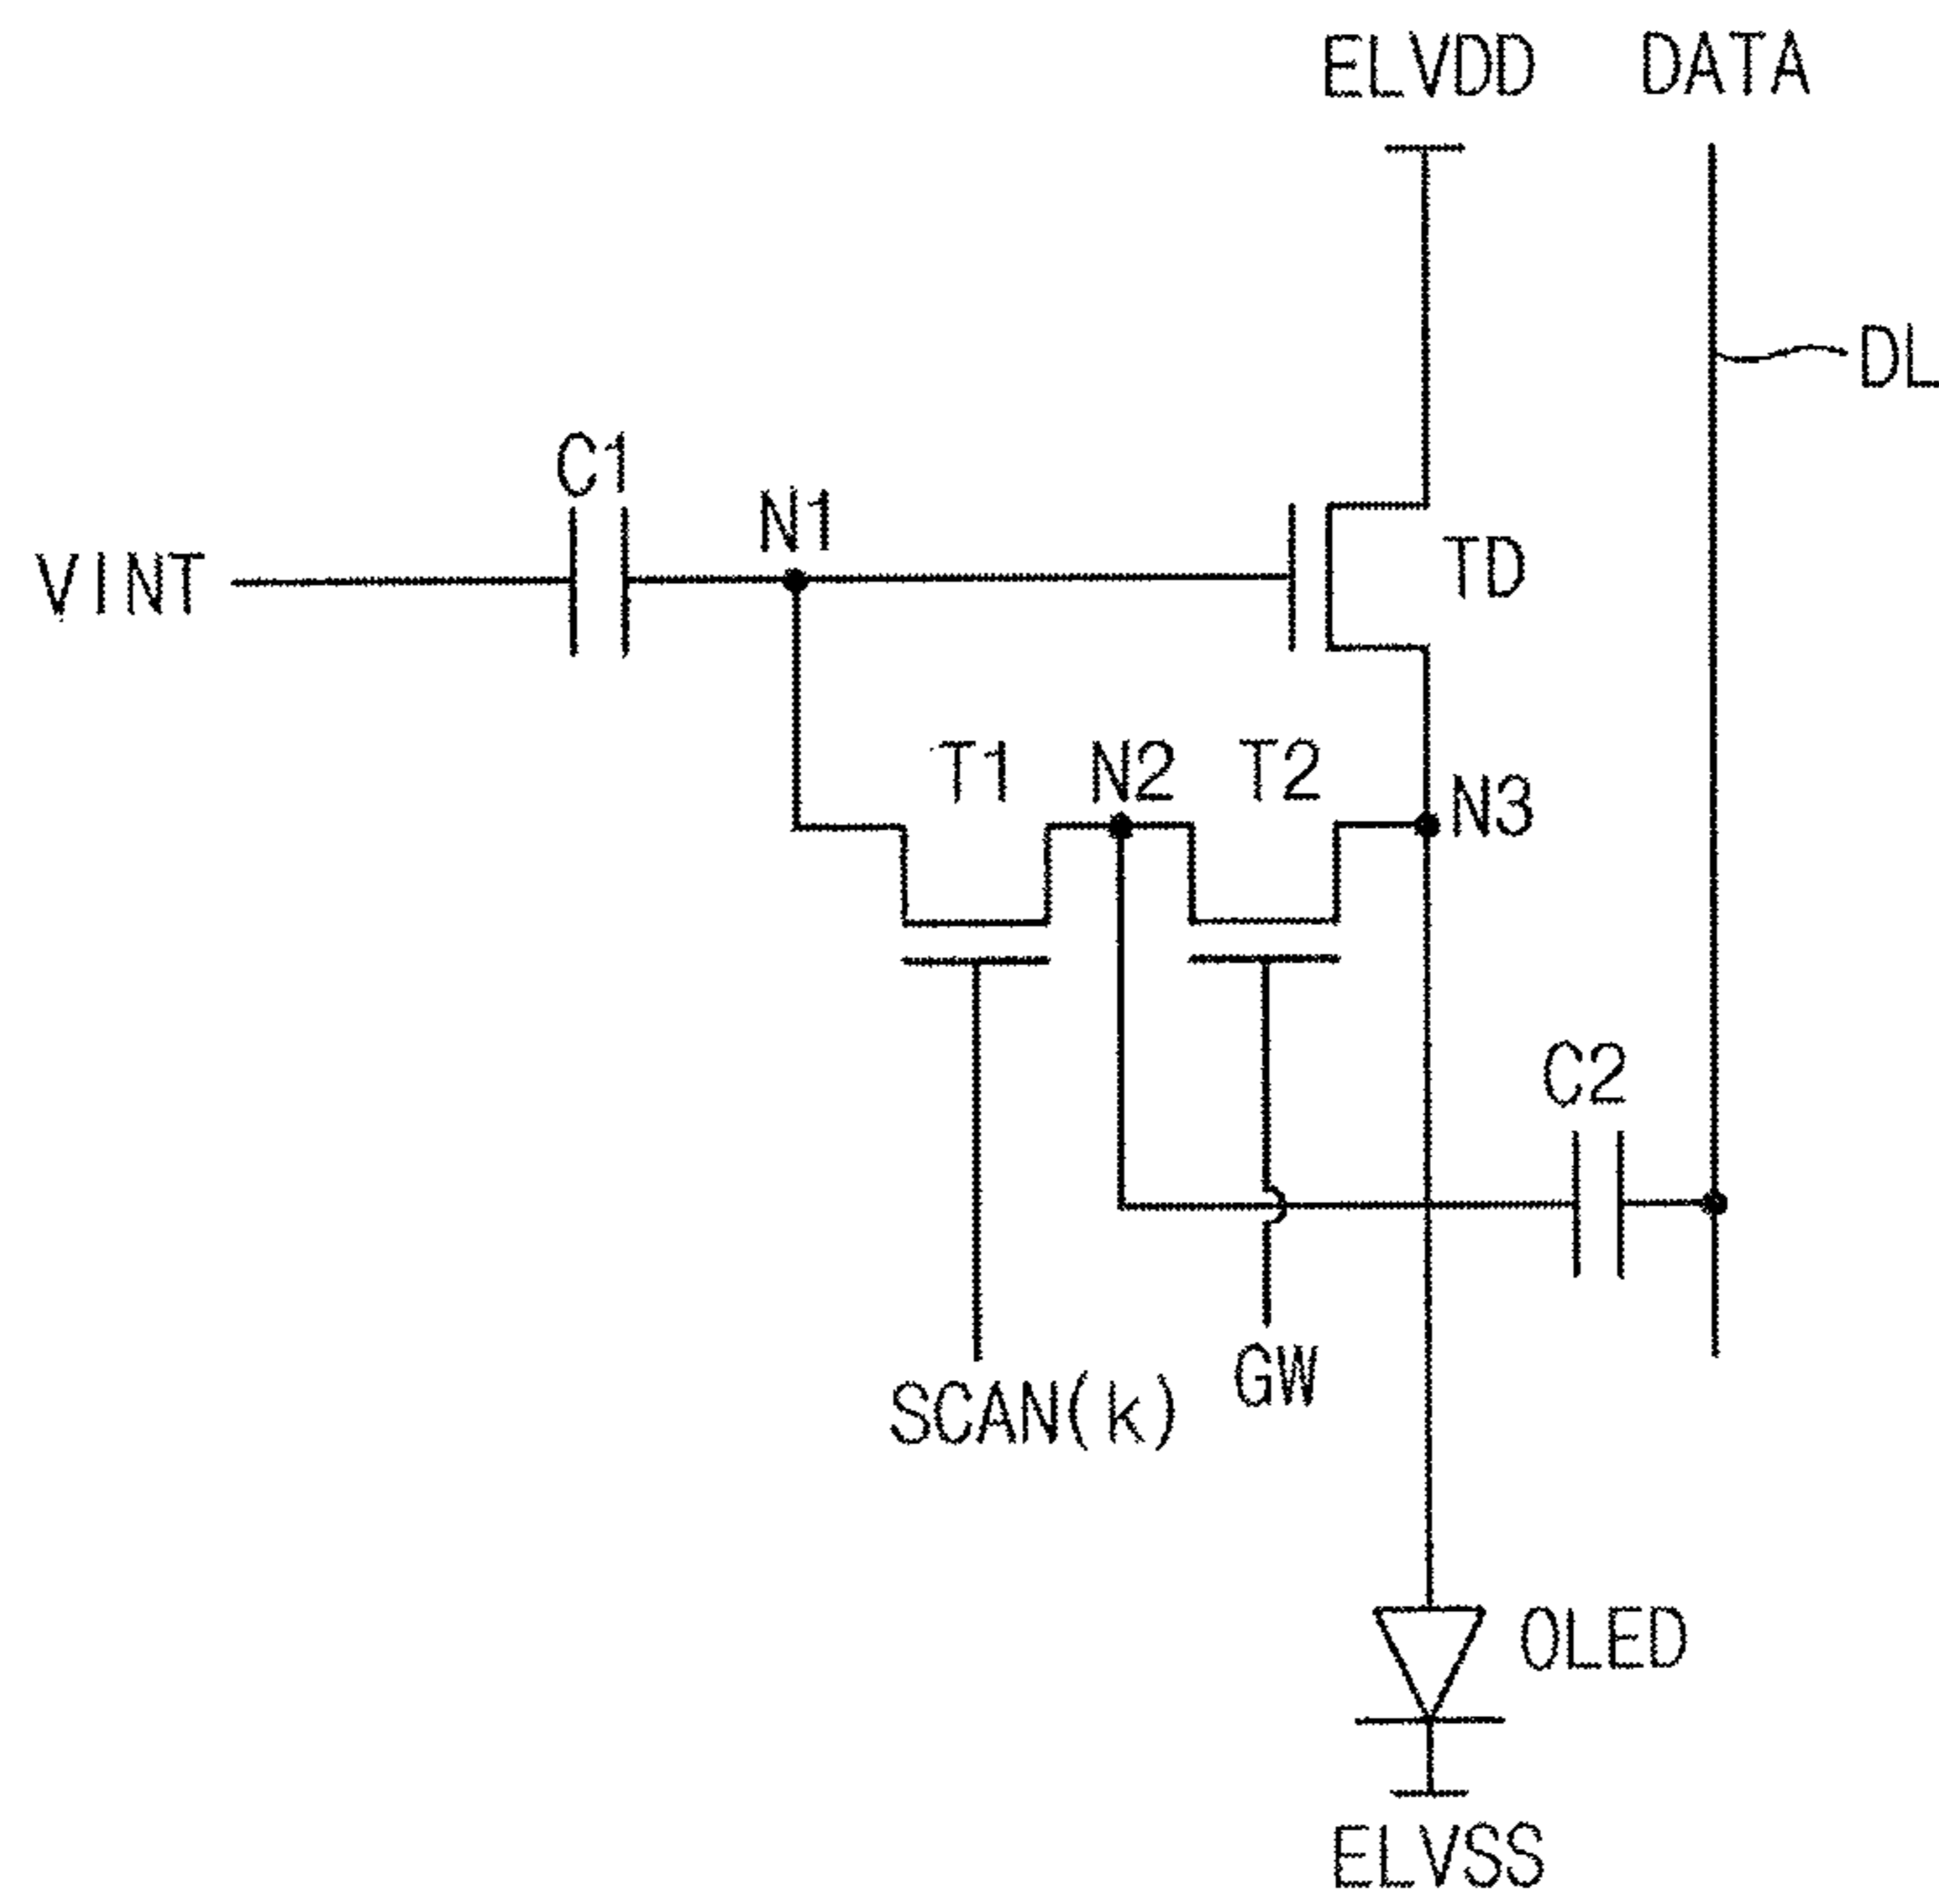 ELVDD DATA
DL
C1
N1
VINT
TD
T1 N2 T2
N3
C2
GW
SCAN(k)
OLED
ELVSS